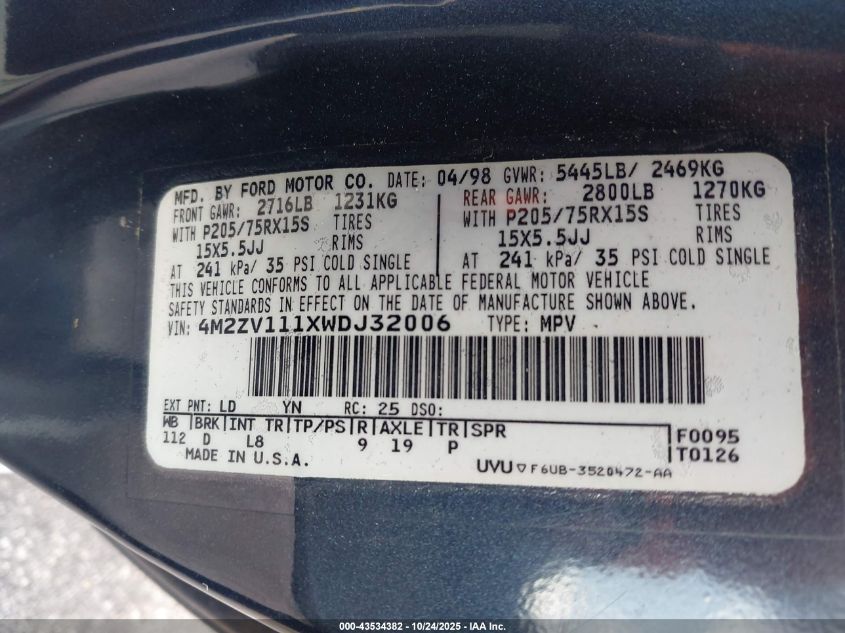 MFD. BY FORD MOTOR CO. DATE: 04/98 GVWR: 5445LB/ 2469KG
FRONT GAWR: 2716LB 1231KG REAR GAWR: 2800LB 1270KG
WITH P205/75RX15S TIRES WITH P205/75RX15S TIRES
15X5.5JJ RIMS 15X5.5JJ RIMS
AT 241 kPa/ 35 PSI COLD SINGLE AT 241 kPa/ 35 PSI COLD SINGLE
THIS VEHICLE CONFORMS TO ALL APPLICABLE FEDERAL MOTOR VEHICLE
SAFETY STANDARDS IN EFFECT ON THE DATE OF MANUFACTURE SHOWN ABOVE.
VIN: 4M2ZV111XWDJ32006 TYPE: MPV
EXT PNT: LD YN RC: 25 DSO:
WB |BRK|INT TR|TP/PS|R|AXLE|TR|SPR F0095
112 D L8 9 19 P T0126
MADE IN U.S.A. UVU ▽ F6UB-3520472-AA
000-43534382 - 10/24/2025 - IAA Inc.